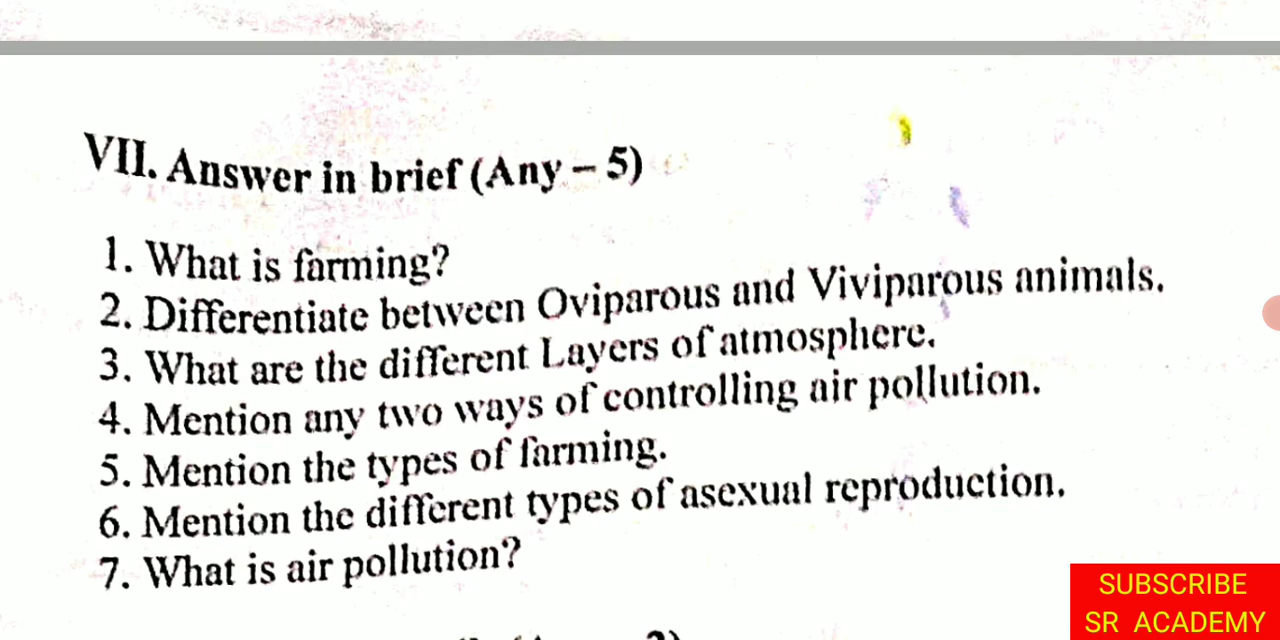 VII. Answer in brief (Any – 5)
1. What is farming?
2. Differentiate between Oviparous and Viviparous animals.
3. What are the different Layers of atmosphere.
4. Mention any two ways of controlling air pollution.
5. Mention the types of farming.
6. Mention the different types of asexual reproduction.
7. What is air pollution?
SUBSCRIBE
SR ACADEMY